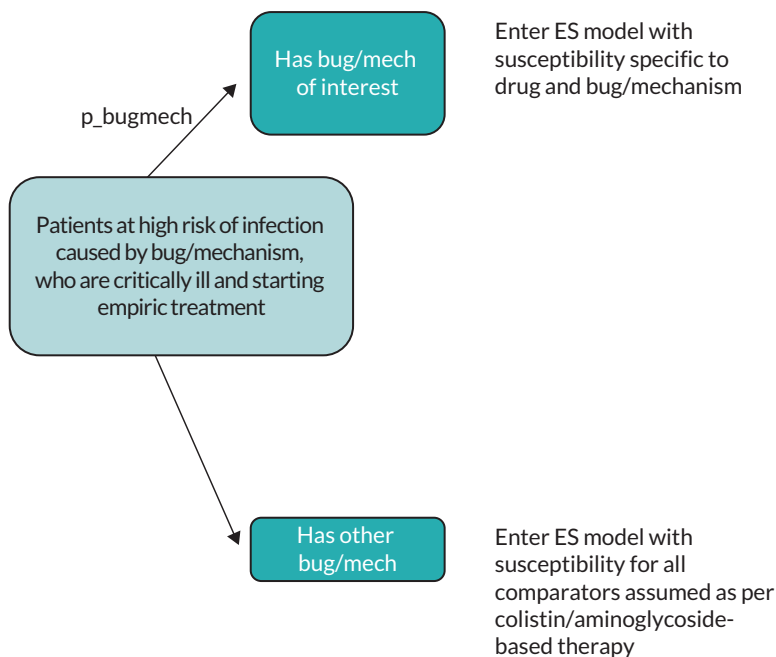 Has bug/mech
of interest
Enter ES model with
susceptibility specific to
drug and bug/mechanism
p_bugmech
Patients at high risk of infection
caused by bug/mechanism,
who are critically ill and starting
empiric treatment
Has other
bug/mech
Enter ES model with
susceptibility for all
comparators assumed as per
colistin/aminoglycoside-
based therapy